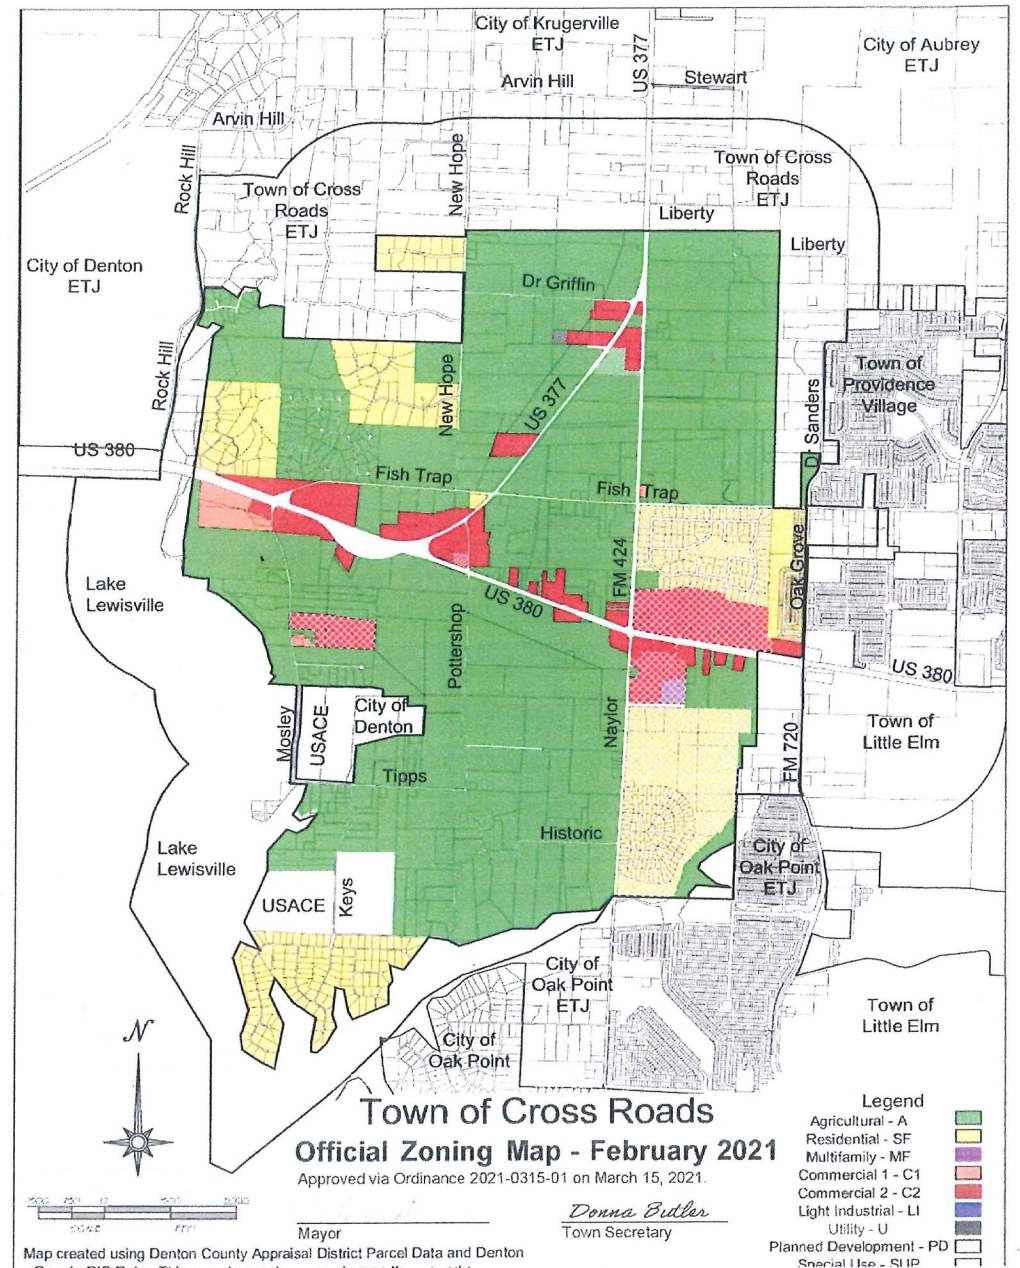 City of Krugerville
ETJ
US 377
City of Aubrey
ETJ
Arvin Hill
Stewart
Arvin Hill
Rock Hill
New Hope
Town of Cross
Roads
ETJ
Town of Cross
Roads
ETJ
Liberty
Liberty
City of Denton
ETJ
Dr Griffin
Rock Hill
New Hope
US 377
Town of
Providence
Village
Dr Sanders
US 380
Fish Trap
Fish Trap
FM 424
Oak Grove
Lake
Lewisville
US 380
Pottershop
US 380
Mosley
USACE
City of
Denton
Naylor
FM 720
Town of
Little Elm
Tipps
Historic
Lake
Lewisville
City of
Oak Point
ETJ
USACE
Keys
City of
Oak Point
ETJ
Town of
Little Elm
City of
Oak Point
N
Town of Cross Roads
Official Zoning Map - February 2021
Approved via Ordinance 2021-0315-01 on March 15, 2021.
Donna Butler
Mayor
Town Secretary
Legend
Agricultural - A
Residential - SF
Multifamily - MF
Commercial 1 - C1
Commercial 2 - C2
Light Industrial - LI
Utility - U
Planned Development - PD
Special Use - SUP
FEET
Map created using Denton County Appraisal District Parcel Data and Denton